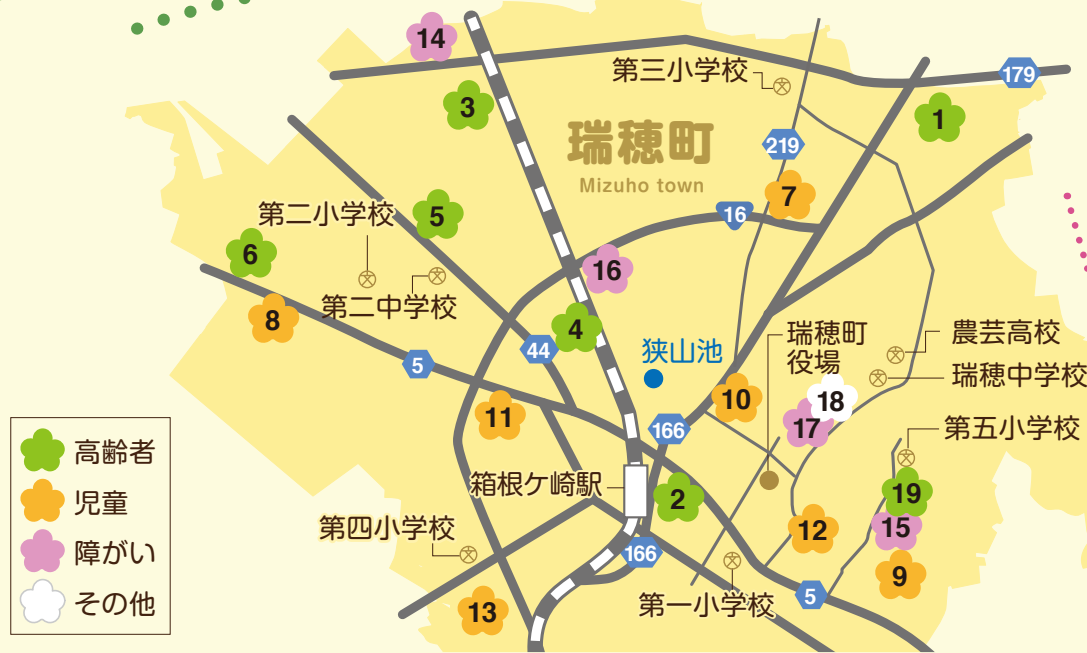 14
179
第三小学校
3
1
瑞穂町
Mizuho town
219
7
第二小学校
5
16
6
16
第二中学校
8
4
瑞穂町
役場
農芸高校
44
狭山池
5
瑞穂中学校
10
18
11
17
166
第五小学校
高齢者
児童
障がい
その他
箱根ケ崎駅
2
19
第四小学校
12
15
166
9
第一小学校
5
13